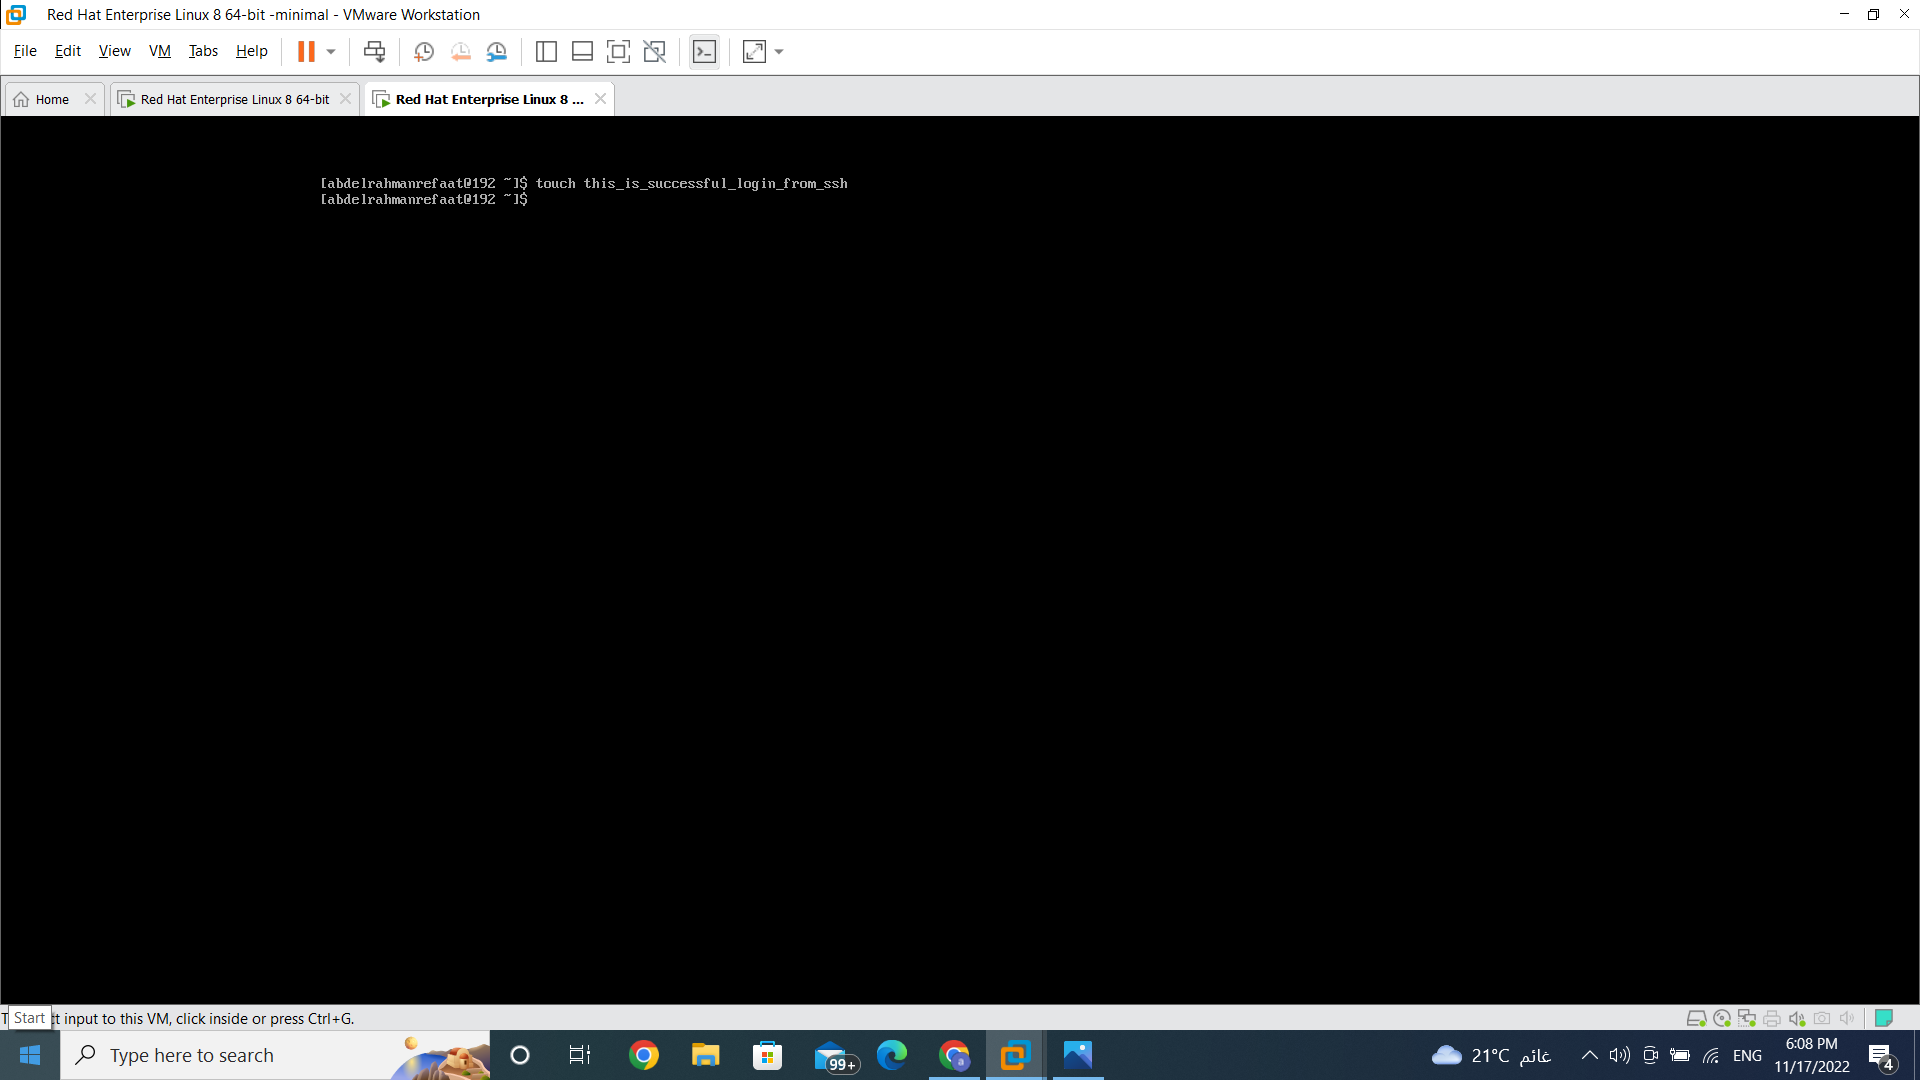 Red Hat Enterprise Linux 8 64-bit -minimal - VMware Workstation
File Edit View VM Tabs Help
Home Red Hat Enterprise Linux 8 64-bit Red Hat Enterprise Linux 8 ...
[abdelrahmanrefaat@192 ~]$ touch this_is_successful_login_from_ssh
[abdelrahmanrefaat@192 ~]$
Start
ct input to this VM, click inside or press Ctrl+G.
Type here to search
99+
a
21°C غائم
ENG
6:08 PM
11/17/2022
4